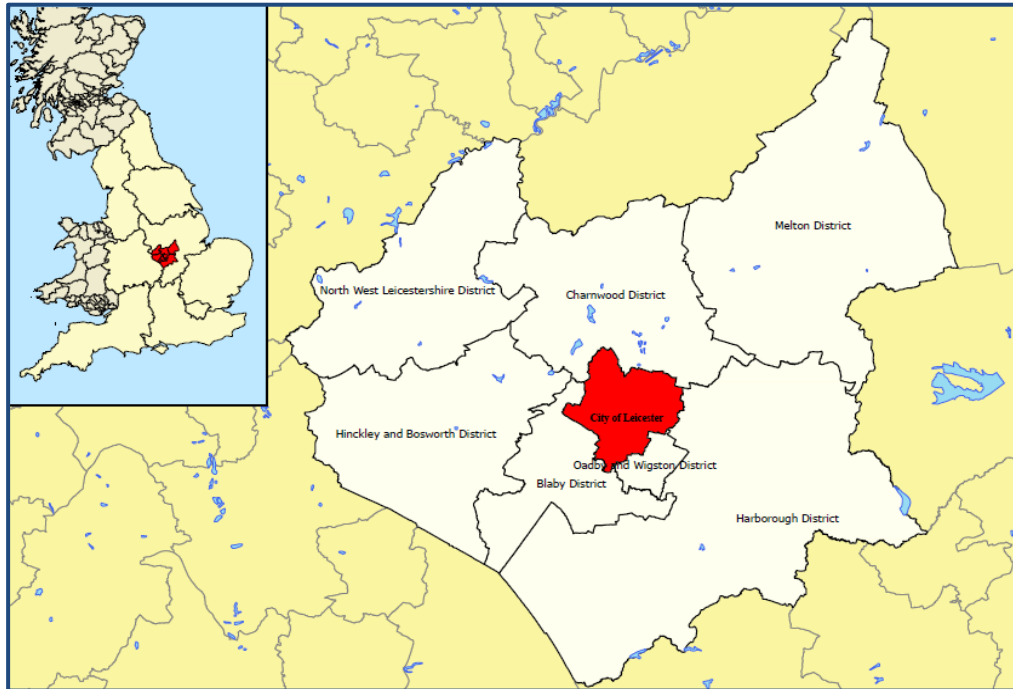 Melton District
North West Leicestershire District
Charnwood District
City of Leicester
Hinckley and Bosworth District
Oadby and Wigston District
Blaby District
Harborough District